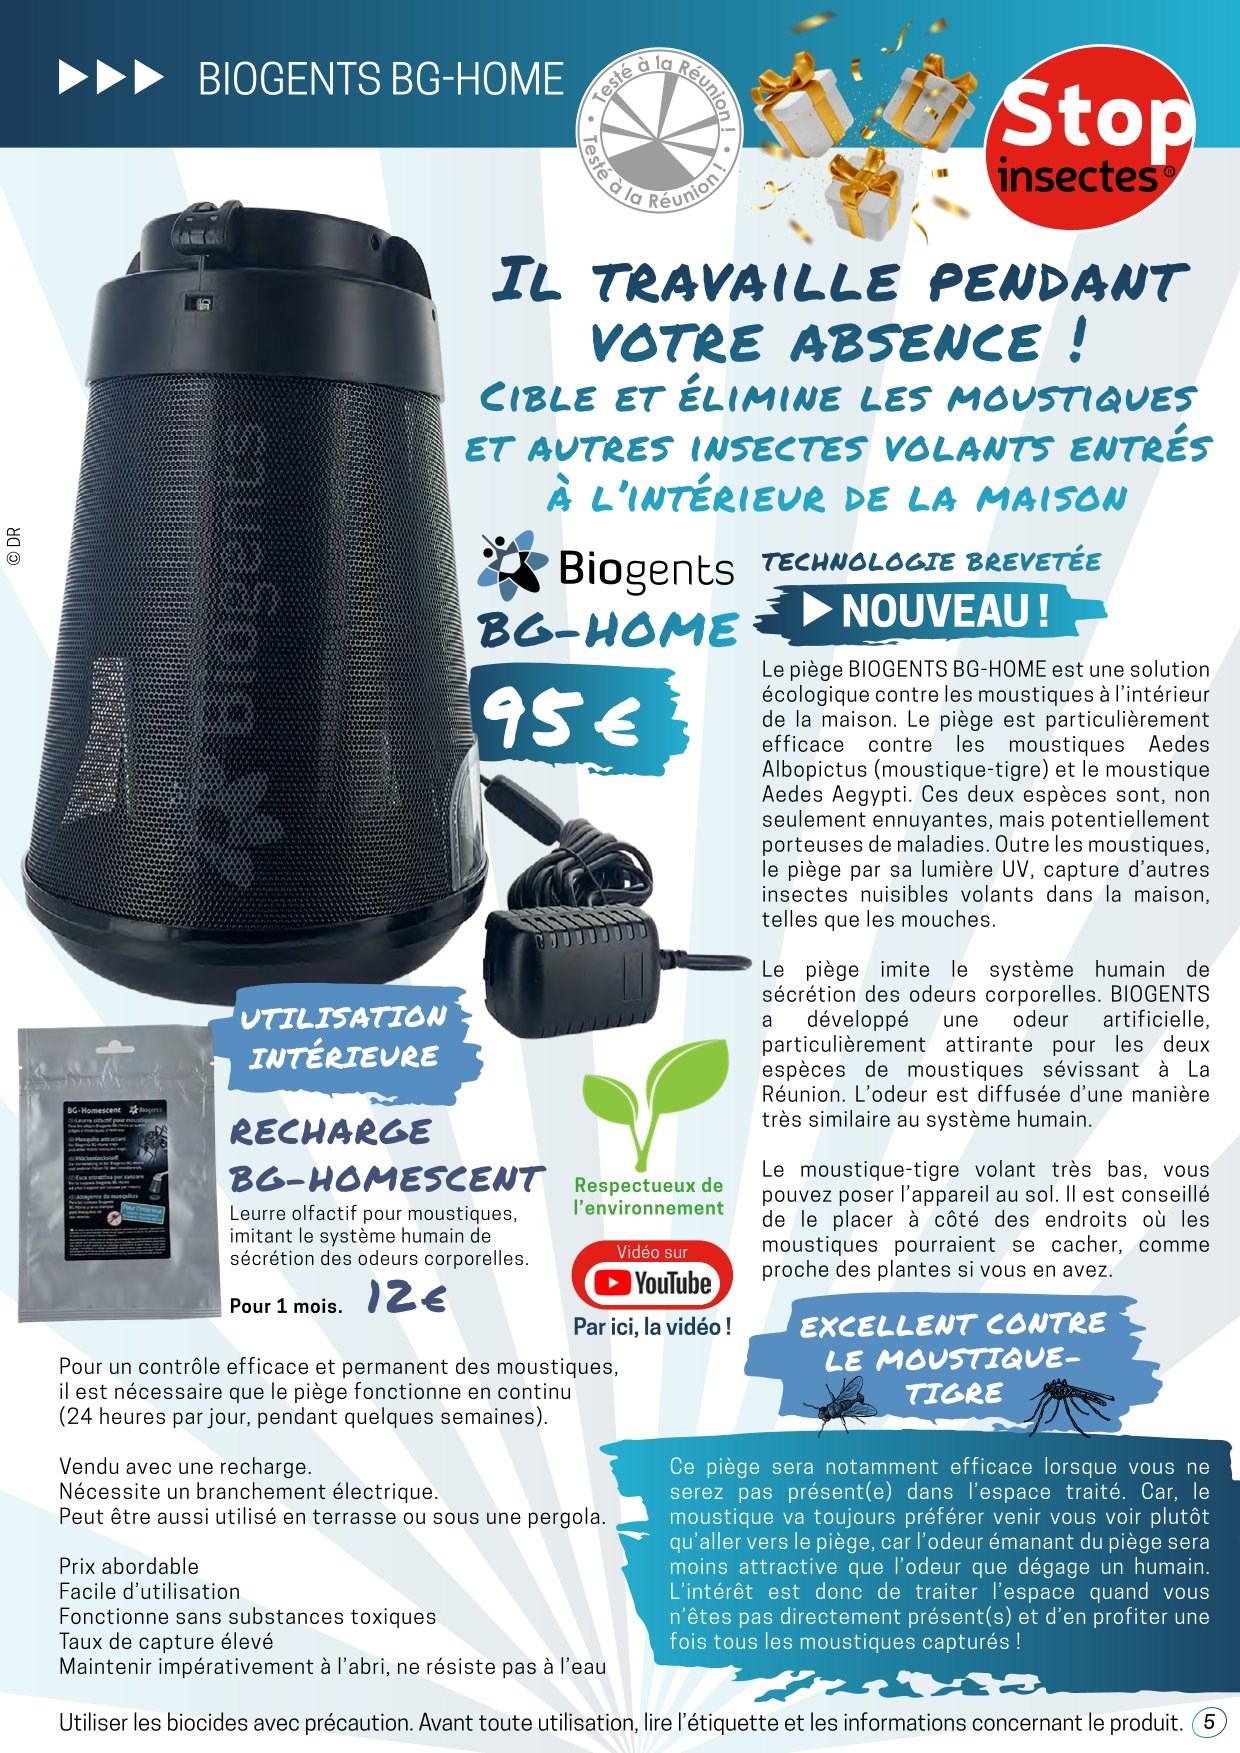 BIOGENTS BG-HOME
Testé à la Réunion !
Testé à la Réunion !
Stop
insectes®
IL TRAVAILLE PENDANT
VOTRE ABSENCE !
CIBLE ET ÉLIMINE LES MOUSTIQUES
ET AUTRES INSECTES VOLANTS ENTRÉS
À L'INTÉRIEUR DE LA MAISON
© DR
Biogents
Biogents
BG-HOME
95 €
TECHNOLOGIE BREVETÉE
NOUVEAU !
Le piège BIOGENTS BG-HOME est une solution
écologique contre les moustiques à l'intérieur
de la maison. Le piège est particulièrement
efficace contre les moustiques Aedes
Albopictus (moustique-tigre) et le moustique
Aedes Aegypti. Ces deux espèces sont, non
seulement ennuyantes, mais potentiellement
porteuses de maladies. Outre les moustiques,
le piège par sa lumière UV, capture d'autres
insectes nuisibles volants dans la maison,
telles que les mouches.
Le piège imite le système humain de
sécrétion des odeurs corporelles. BIOGENTS
a développé une odeur artificielle,
particulièrement attirante pour les deux
espèces de moustiques sévissant à La
Réunion. L'odeur est diffusée d'une manière
très similaire au système humain.
Le moustique-tigre volant très bas, vous
pouvez poser l'appareil au sol. Il est conseillé
de le placer à côté des endroits où les
moustiques pourraient se cacher, comme
proche des plantes si vous en avez.
UTILISATION
INTÉRIEURE
BG-Homescent Biogents
Leurre olfactif pour moustiques
Mosquito attractant
Mückenlockstoff
Esca attrattiva per zanzare
Atrayente de mosquitos
RECHARGE
BG-HOMESCENT
Leurre olfactif pour moustiques,
imitant le système humain de
sécrétion des odeurs corporelles.
Pour 1 mois. 12 €
Respectueux de
l'environnement
Vidéo sur
YouTube
Par ici, la vidéo !
EXCELLENT CONTRE
LE MOUSTIQUE-
TIGRE
Pour un contrôle efficace et permanent des moustiques,
il est nécessaire que le piège fonctionne en continu
(24 heures par jour, pendant quelques semaines).
Vendu avec une recharge.
Nécessite un branchement électrique.
Peut être aussi utilisé en terrasse ou sous une pergola.
Prix abordable
Facile d'utilisation
Fonctionne sans substances toxiques
Taux de capture élevé
Maintenir impérativement à l'abri, ne résiste pas à l'eau
Ce piège sera notamment efficace lorsque vous ne
serez pas présent(e) dans l'espace traité. Car, le
moustique va toujours préférer venir vous voir plutôt
qu'aller vers le piège, car l'odeur émanant du piège sera
moins attractive que l'odeur que dégage un humain.
L'intérêt est donc de traiter l'espace quand vous
n'êtes pas directement présent(s) et d'en profiter une
fois tous les moustiques capturés !
Utiliser les biocides avec précaution. Avant toute utilisation, lire l'étiquette et les informations concernant le produit. 5